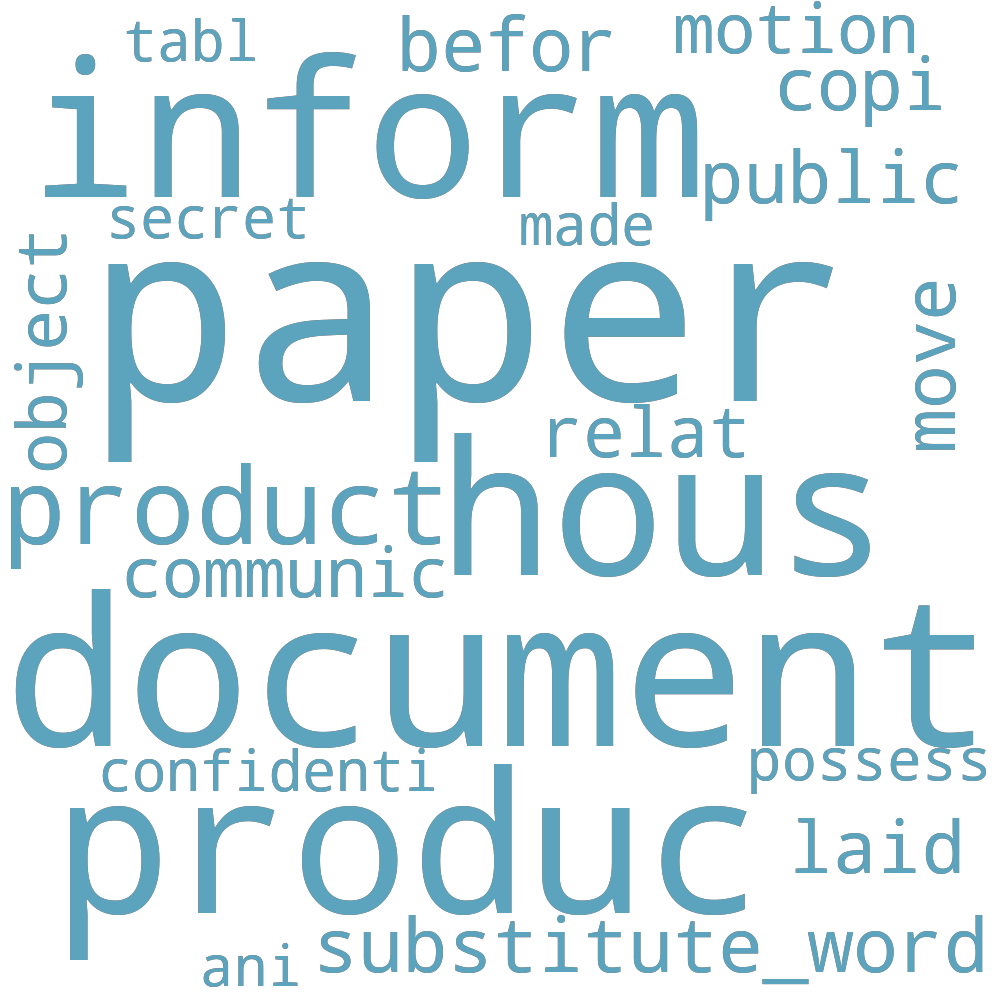 tabl
befor
motion
copi
inform
public
secret
made
object
paper
move
relat
product
hous
communic
document
confidenti
possess
produc
laid
substitute_word
ani